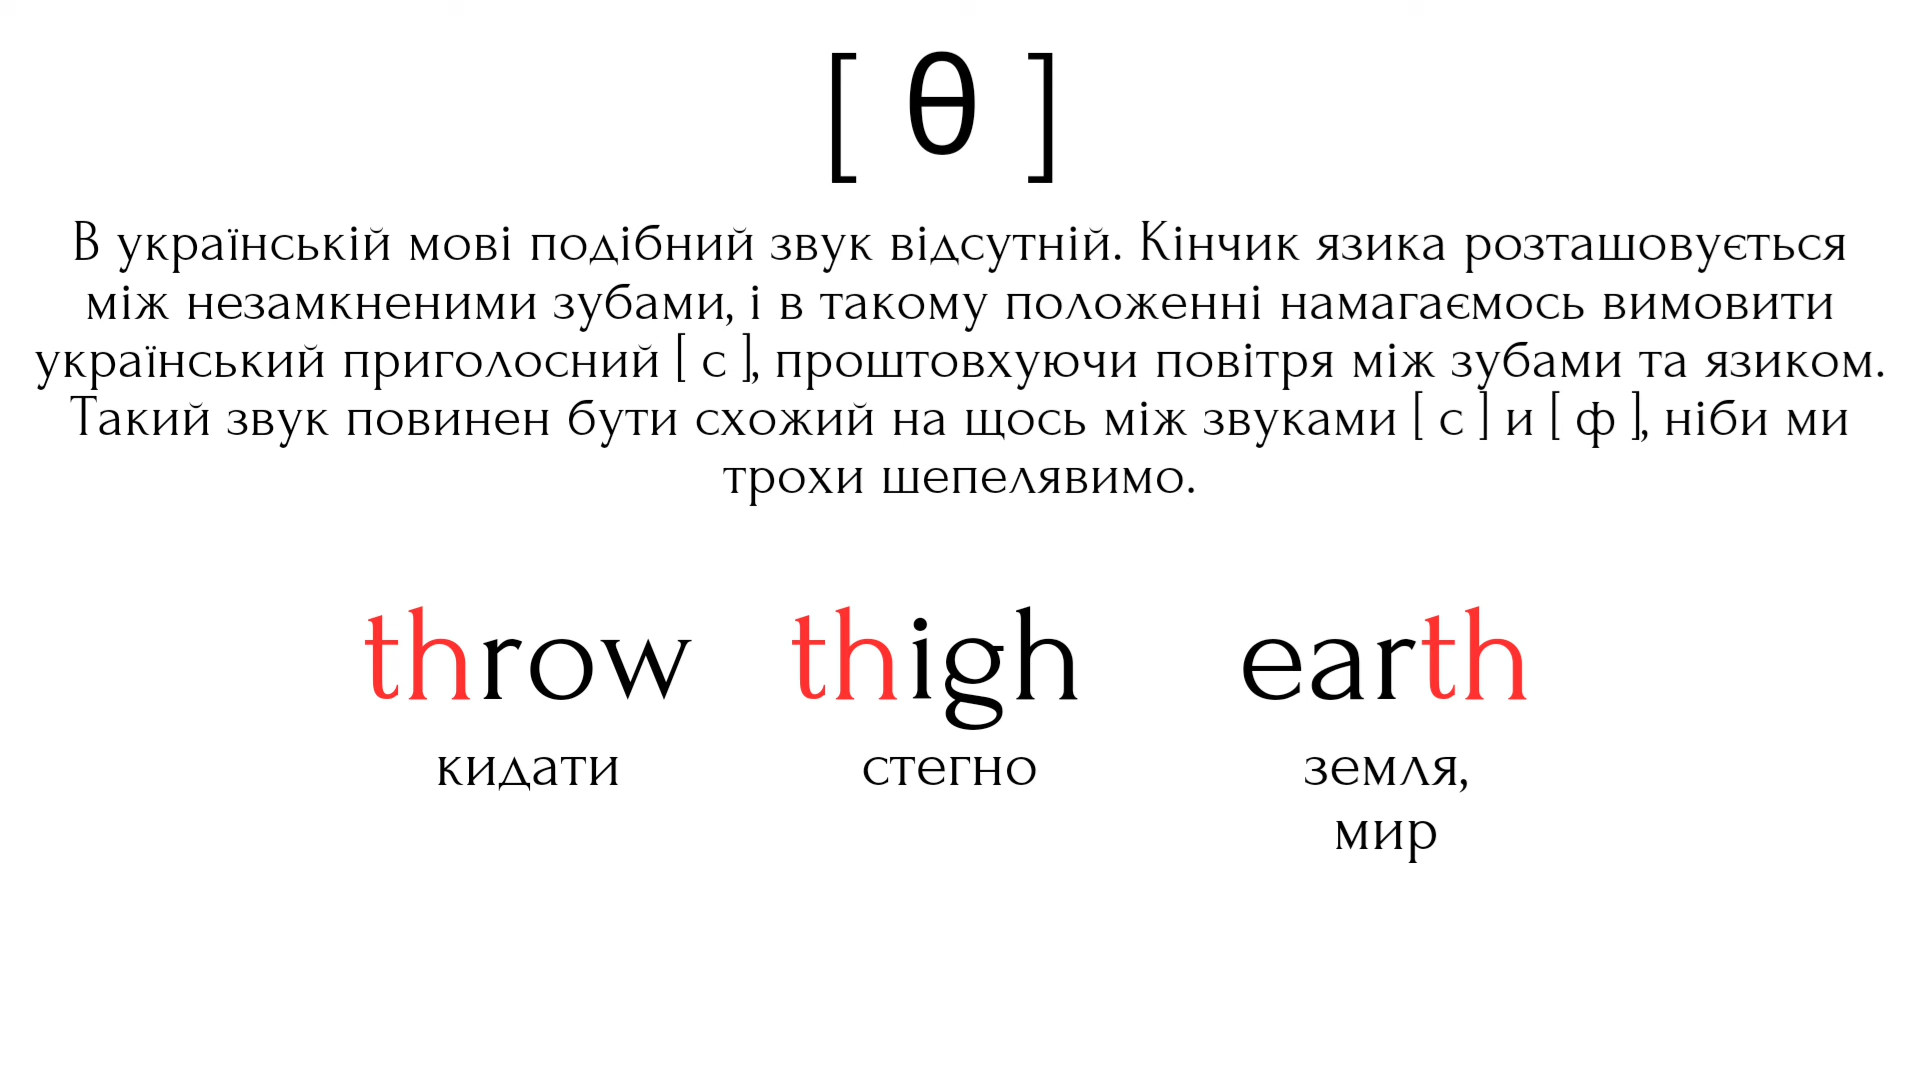 [ θ ]
В українській мові подібний звук відсутній. Кінчик язика розташовується
між незамкненими зубами, і в такому положенні намагаємось вимовити
український приголосний [ с ], проштовхуючи повітря між зубами та язиком.
Такий звук повинен бути схожий на щось між звуками [ с ] и [ ф ], ніби ми
трохи шепелявимо.
throw thigh earth
кидати стегно земля,
мир